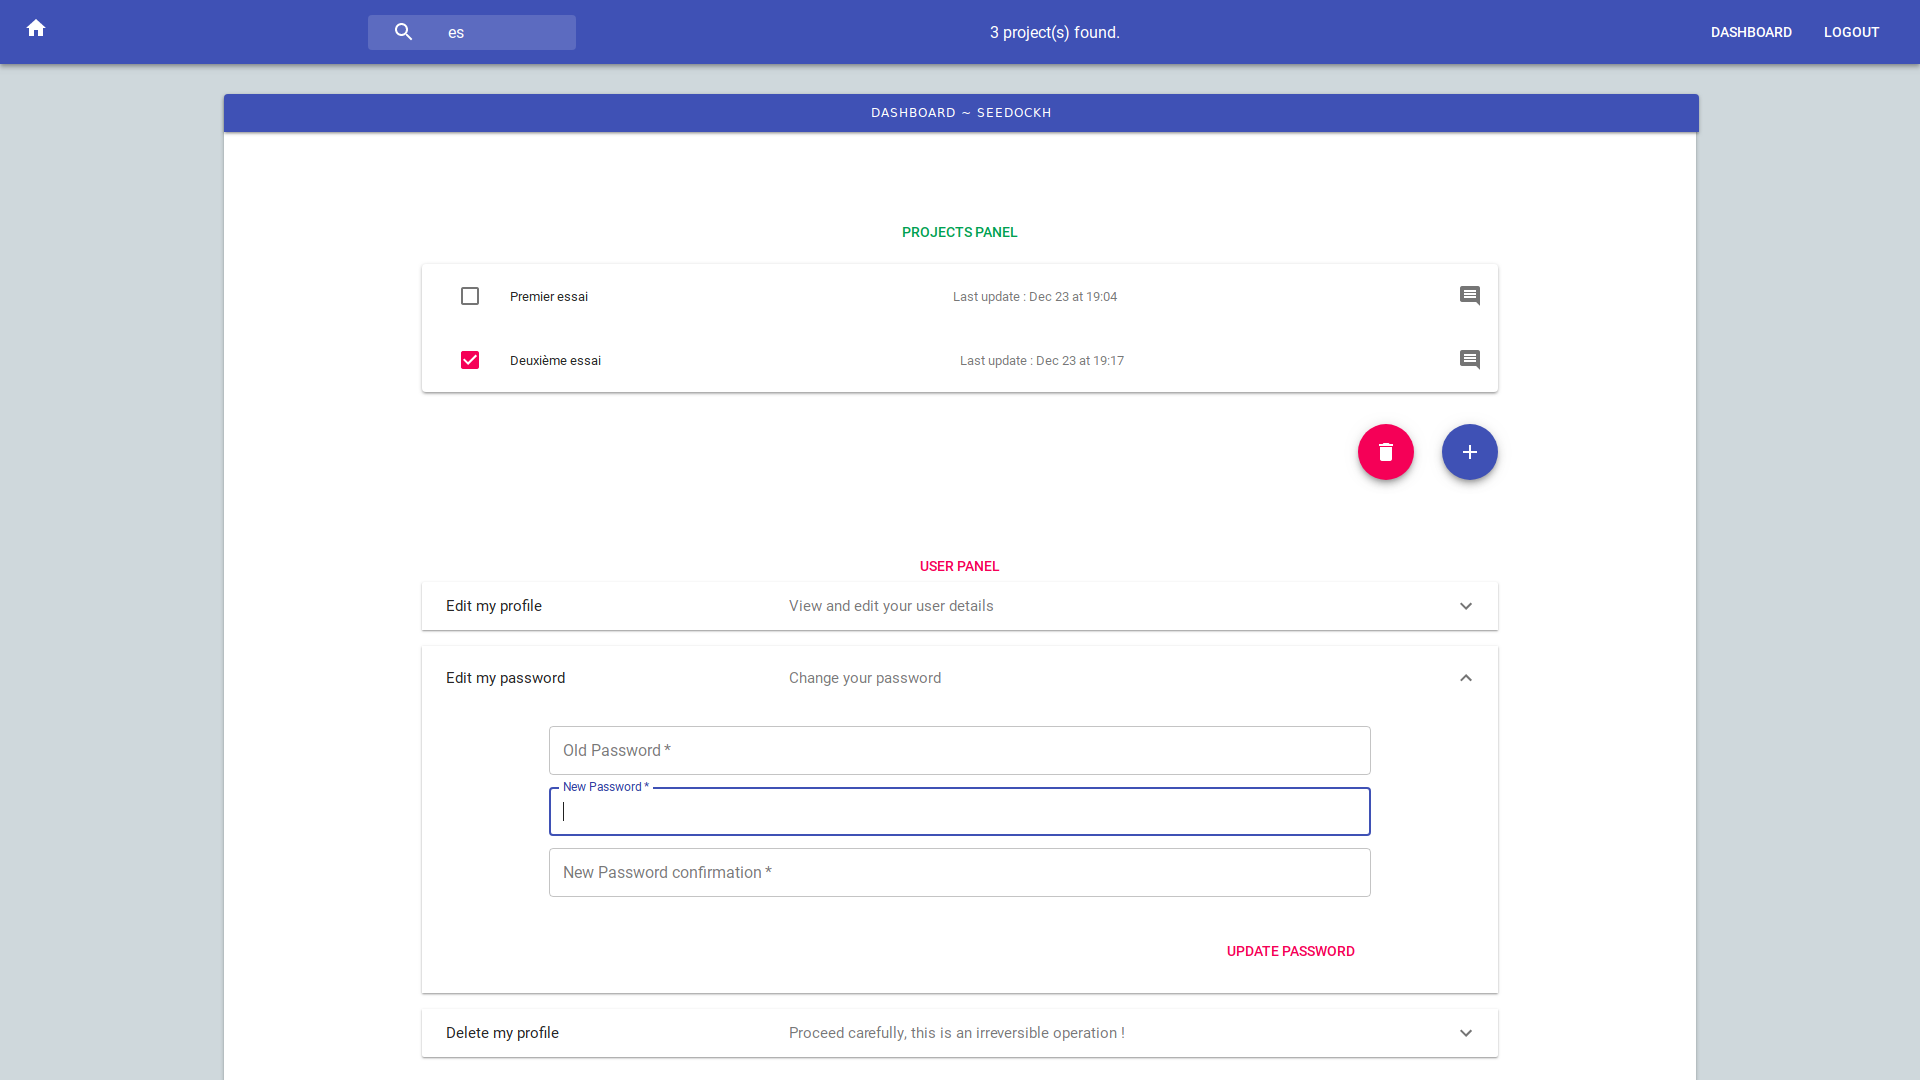 es
3 project(s) found.
DASHBOARD
LOGOUT
DASHBOARD ~ SEEDOCKH
PROJECTS PANEL
Premier essai
Last update : Dec 23 at 19:04
Deuxième essai
Last update : Dec 23 at 19:17
USER PANEL
Edit my profile
View and edit your user details
Edit my password
Change your password
Old Password *
New Password *
New Password confirmation *
UPDATE PASSWORD
Delete my profile
Proceed carefully, this is an irreversible operation !